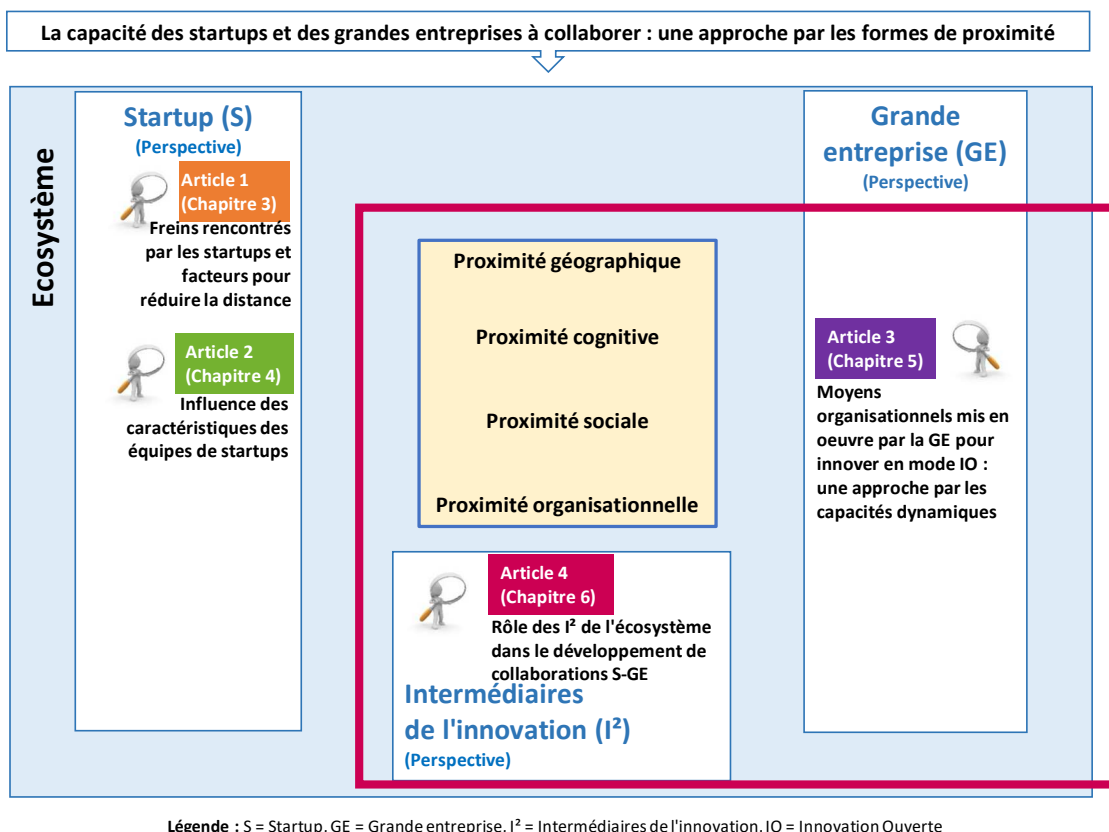 La capacité des startups et des grandes entreprises à collaborer : une approche par les formes de proximité
Ecosystème
Startup (S)
(Perspective)
Article 1
(Chapitre 3)
Freins rencontrés
par les startups et
facteurs pour
réduire la distance
Article 2
(Chapitre 4)
Influence des
caractéristiques des
équipes de startups
Proximité géographique
Proximité cognitive
Proximité sociale
Proximité organisationnelle
Article 4
(Chapitre 6)
Rôle des I² de l'écosystème
dans le développement de
collaborations S-GE
Intermédiaires
de l'innovation (I²)
(Perspective)
Grande
entreprise (GE)
(Perspective)
Article 3
(Chapitre 5)
Moyens
organisationnels mis en
oeuvre par la GE pour
innover en mode IO :
une approche par les
capacités dynamiques
Légende : S = Startup, GE = Grande entreprise, I² = Intermédiaires de l'innovation, IO = Innovation Ouverte